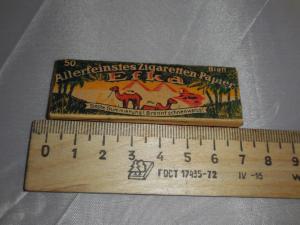 50 Blatt
Allerfeinstes Zigaretten-Papier
Efka
0 1 2 3 4 5 6 7 8 9
ГОСТ 17435-72 IV-15